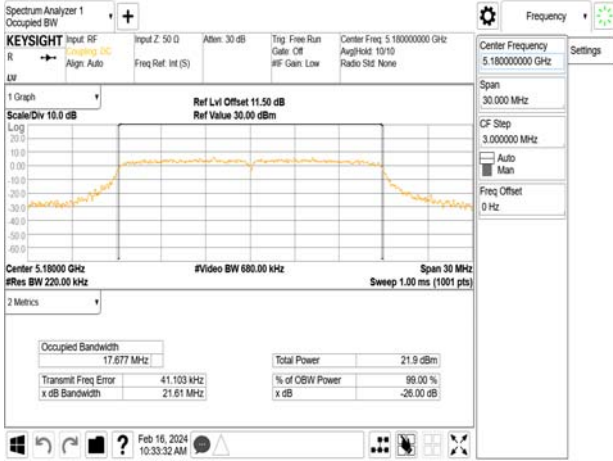 Spectrum Analyzer 1
Occupied BW
Frequency
KEYSIGHT
R
LXI
Input: RF
Coupling: DC
Align: Auto
Input Z: 50 Ω
Freq Ref: Int (S)
Atten: 30 dB
Trig: Free Run
Gate: Off
#IF Gain: Low
Center Freq: 5.180000000 GHz
Avg|Hold: 10/10
Radio Std: None
Center Frequency
5.180000000 GHz
Settings
Span
30.000 MHz
CF Step
3.000000 MHz
Auto
Man
Freq Offset
0 Hz
1 Graph
Scale/Div 10.0 dB
Ref Lvl Offset 11.50 dB
Ref Value 30.00 dBm
Log
20.0
10.0
0.00
-10.0
-20.0
-30.0
-40.0
-50.0
-60.0
Center 5.18000 GHz
#Res BW 220.00 kHz
#Video BW 680.00 kHz
Span 30 MHz
Sweep 1.00 ms (1001 pts)
2 Metrics
Occupied Bandwidth
17.677 MHz
Total Power 21.9 dBm
Transmit Freq Error 41.103 kHz
% of OBW Power 99.00 %
x dB Bandwidth 21.61 MHz
x dB -26.00 dB
?
Feb 16, 2024
10:33:32 AM